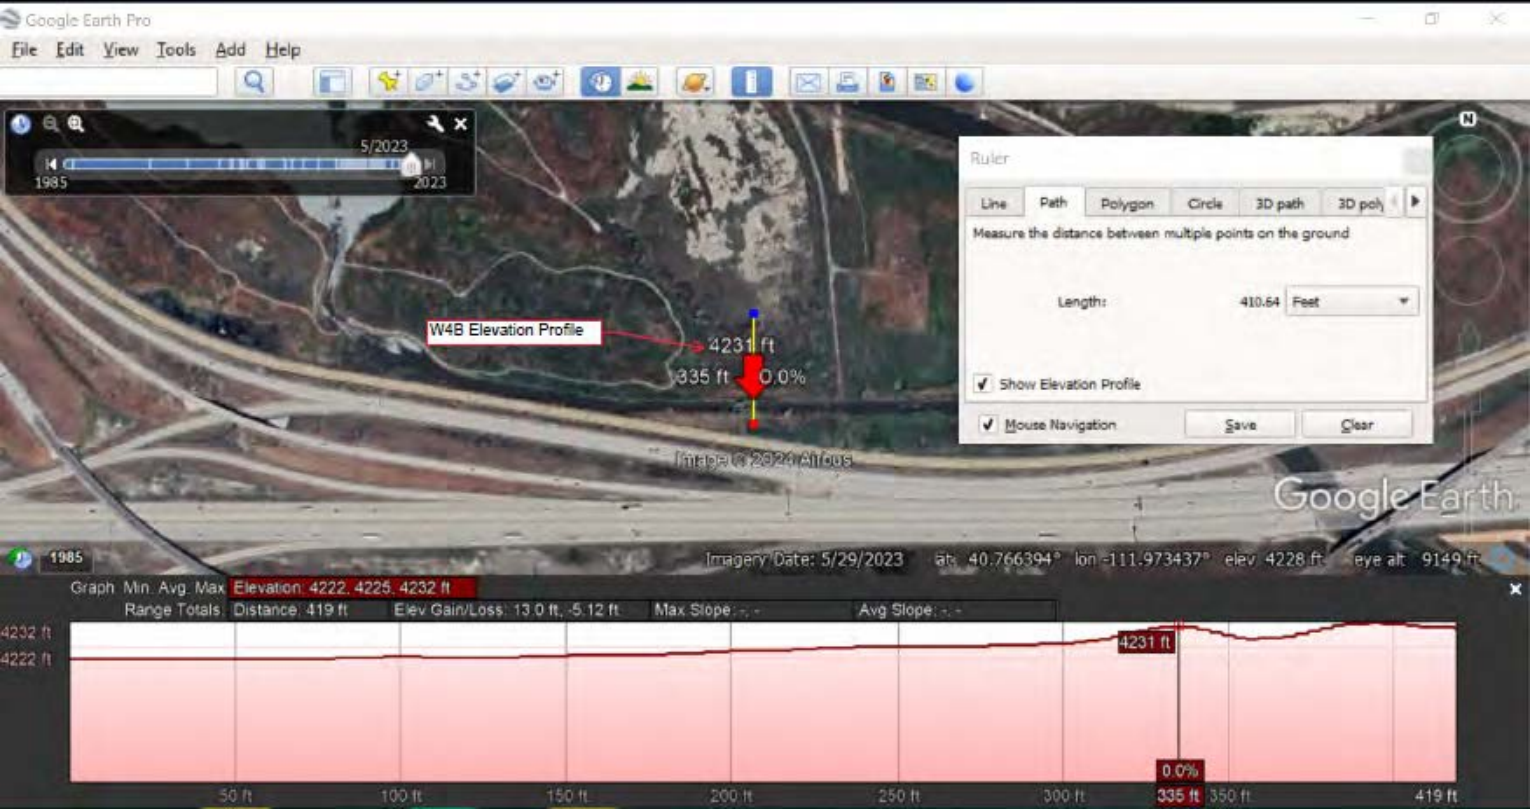 Google Earth Pro
File Edit View Tools Add Help
5/2023
1985 2023
Ruler
Line Path Polygon Circle 3D path 3D poly
Measure the distance between multiple points on the ground
Length: 410.64 Feet
Show Elevation Profile
Mouse Navigation Save Clear
N
W4B Elevation Profile
4231 ft
335 ft 0.0%
Image © 2024 Airbus
Google Earth
1985
Imagery Date: 5/29/2023 lat 40.766394° lon -111.973437° elev 4228 ft eye alt 9149 ft
Graph: Min, Avg, Max Elevation: 4222, 4225, 4232 ft
Range Totals: Distance: 419 ft Elev Gain/Loss: 13.0 ft, -5.12 ft Max Slope: -, - Avg Slope: -, -
4232 ft
4231 ft
4222 ft
0.0%
50 ft 100 ft 150 ft 200 ft 250 ft 300 ft 335 ft 350 ft 419 ft